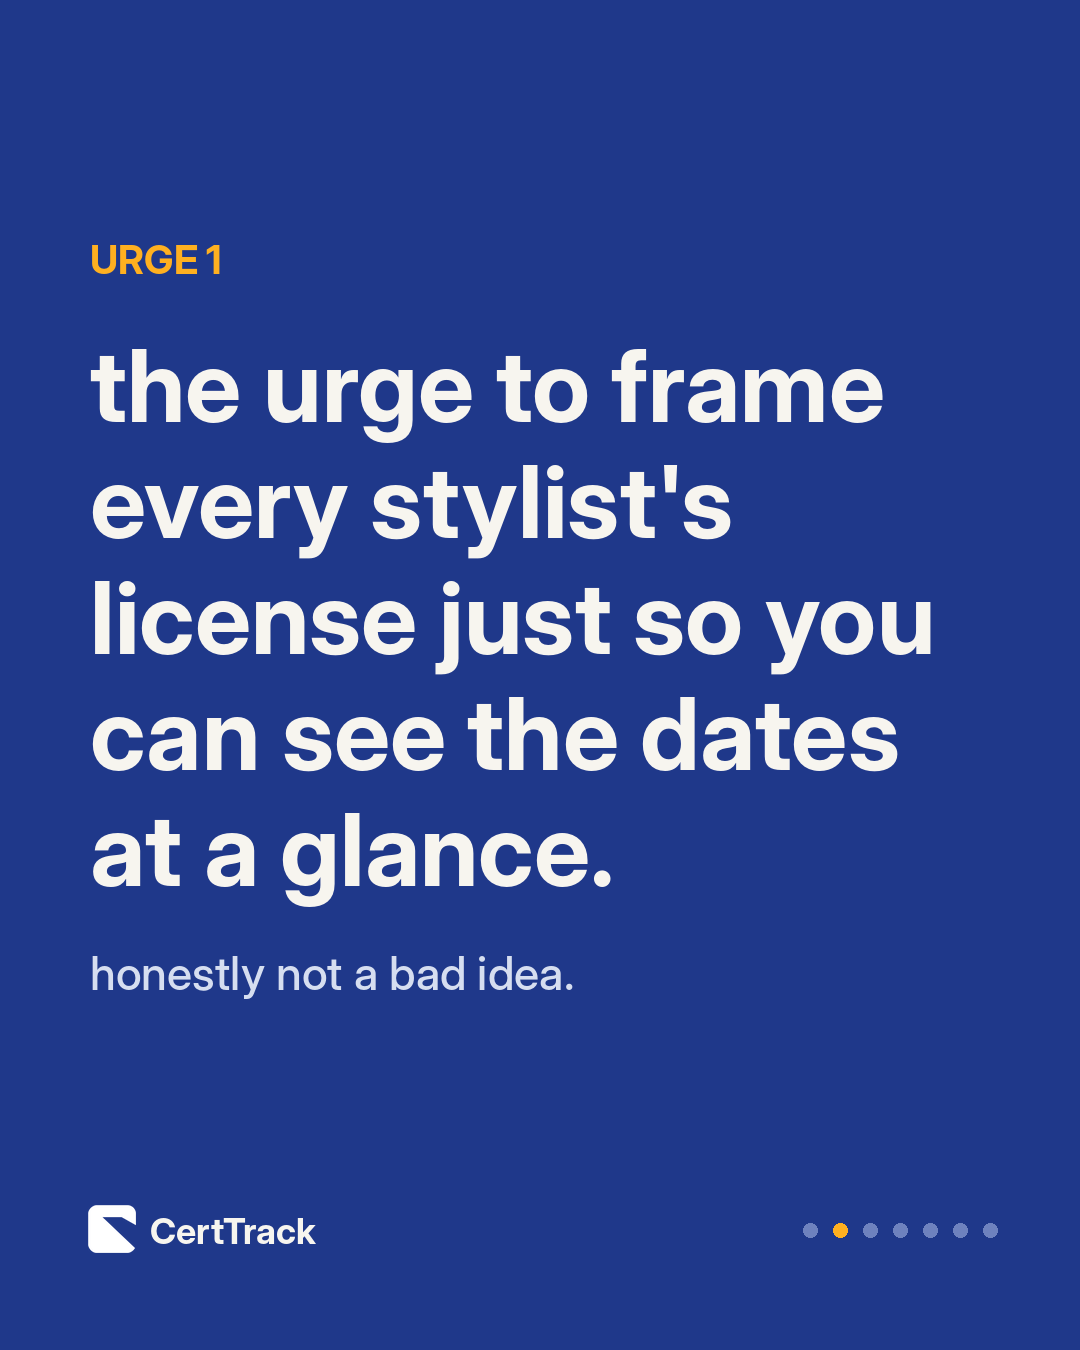 URGE 1
the urge to frame
every stylist's
license just so you
can see the dates
at a glance.
honestly not a bad idea.
CertTrack